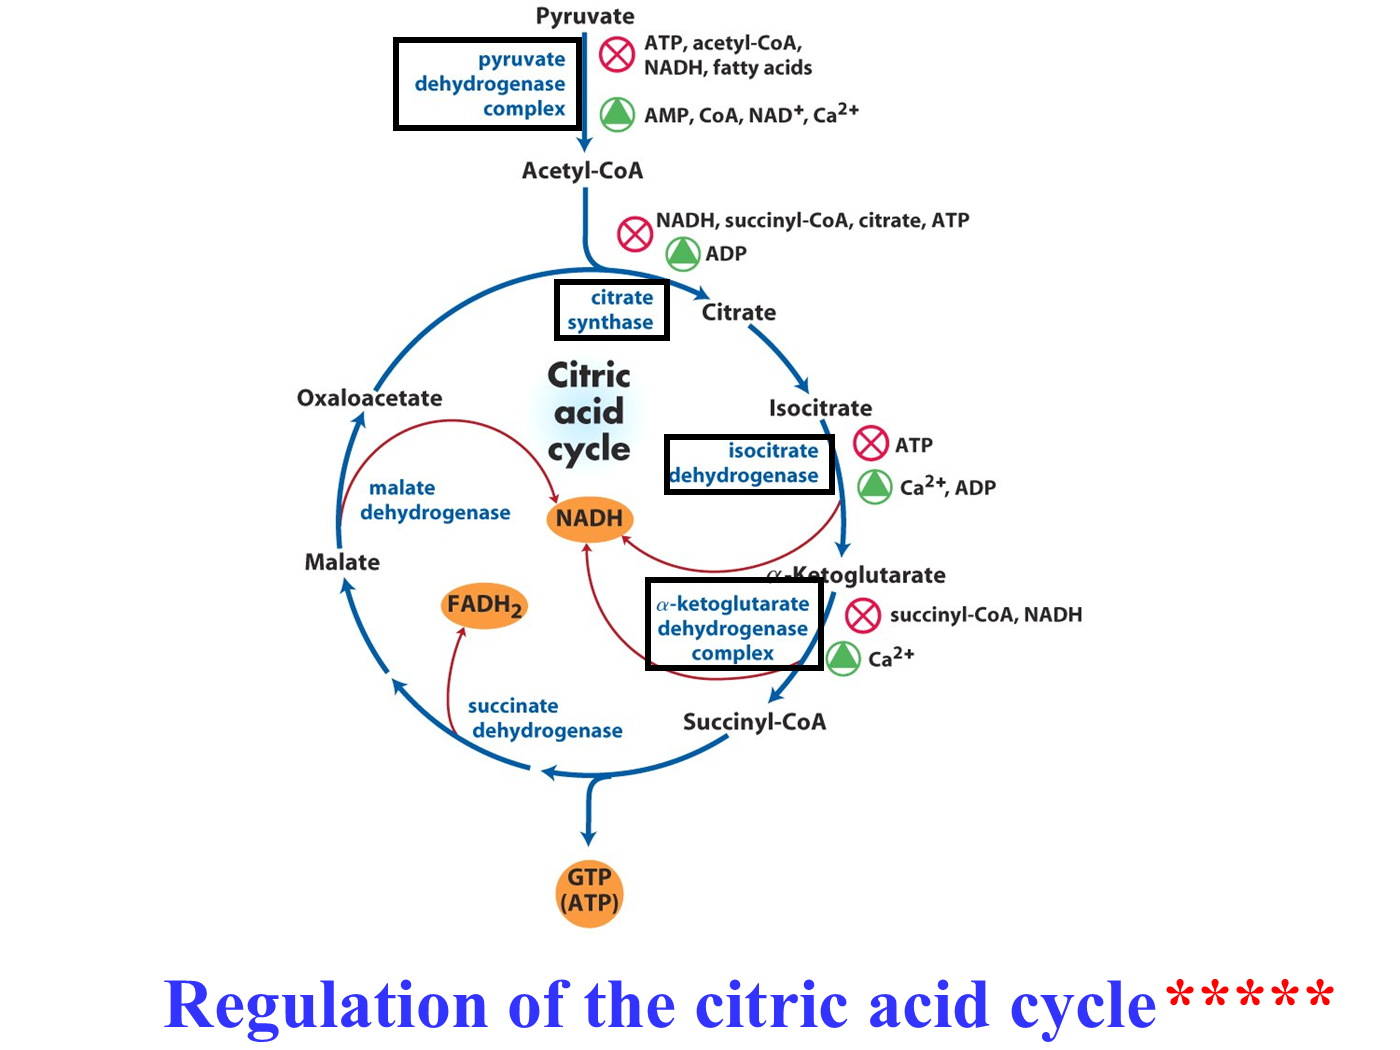 Pyruvate
pyruvate
dehydrogenase
complex
ATP, acetyl-CoA,
NADH, fatty acids
AMP, CoA, NAD+, Ca2+
Acetyl-CoA
NADH, succinyl-CoA, citrate, ATP
ADP
citrate
synthase
Citrate
Citric
acid
cycle
Oxaloacetate
Isocitrate
isocitrate
dehydrogenase
ATP
Ca2+, ADP
malate
dehydrogenase
NADH
Malate
α-Ketoglutarate
FADH2
α-ketoglutarate
dehydrogenase
complex
succinyl-CoA, NADH
Ca2+
succinate
dehydrogenase
Succinyl-CoA
GTP
(ATP)
Regulation of the citric acid cycle*****